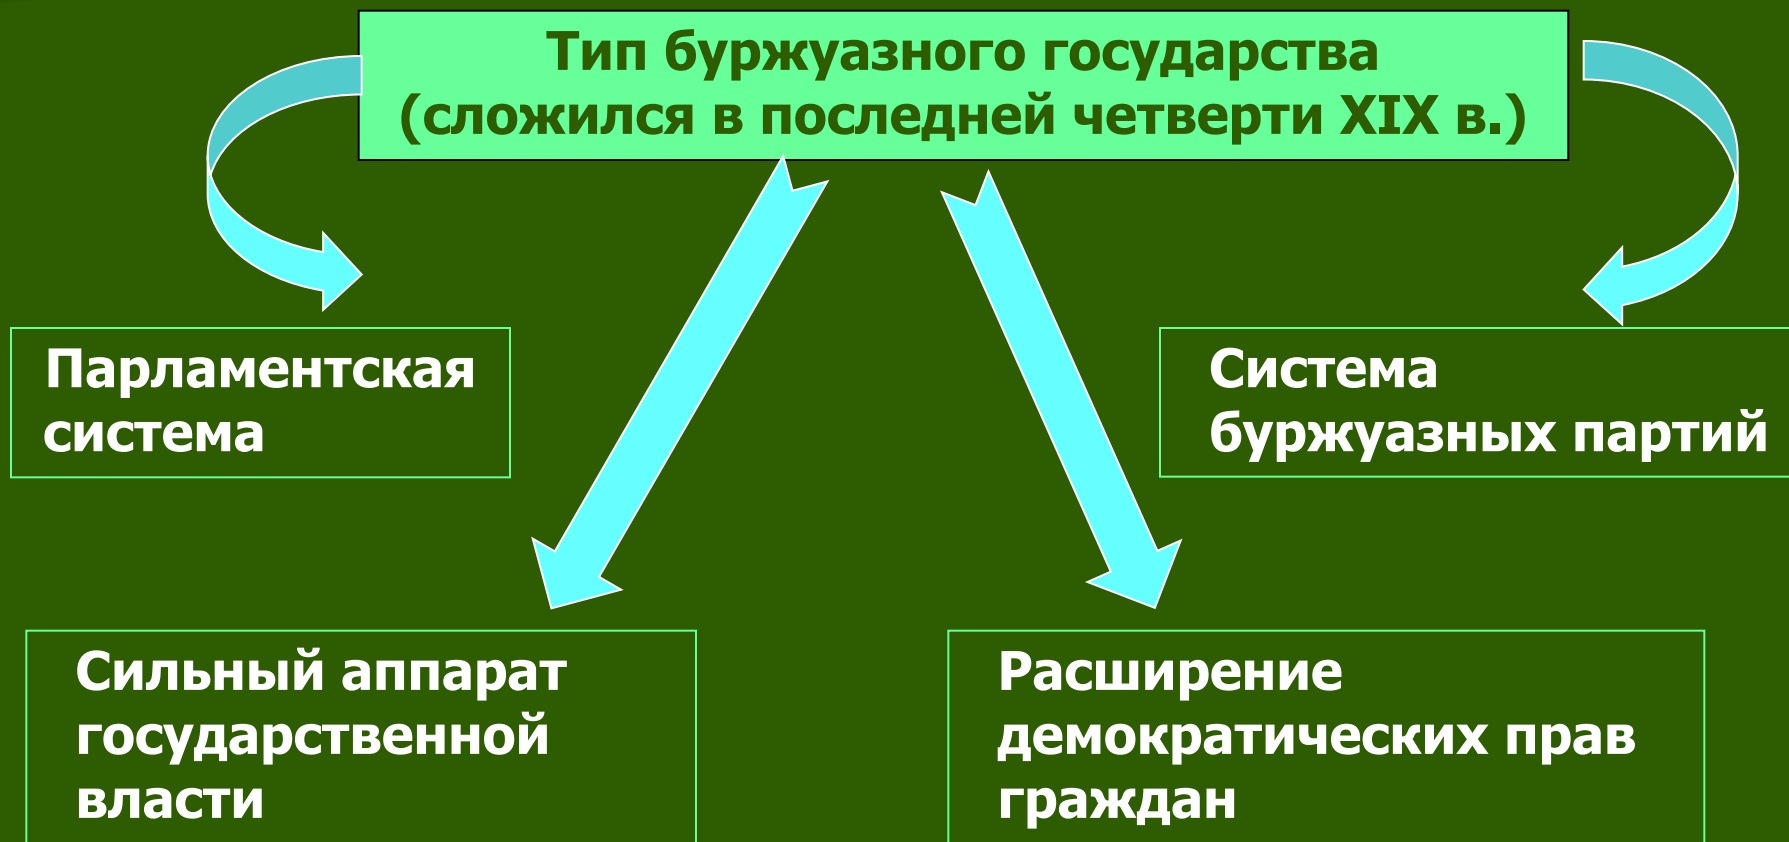 Тип буржуазного государства
(сложился в последней четверти XIX в.)
Парламентская
система
Система
буржуазных партий
Сильный аппарат
государственной
власти
Расширение
демократических прав
граждан